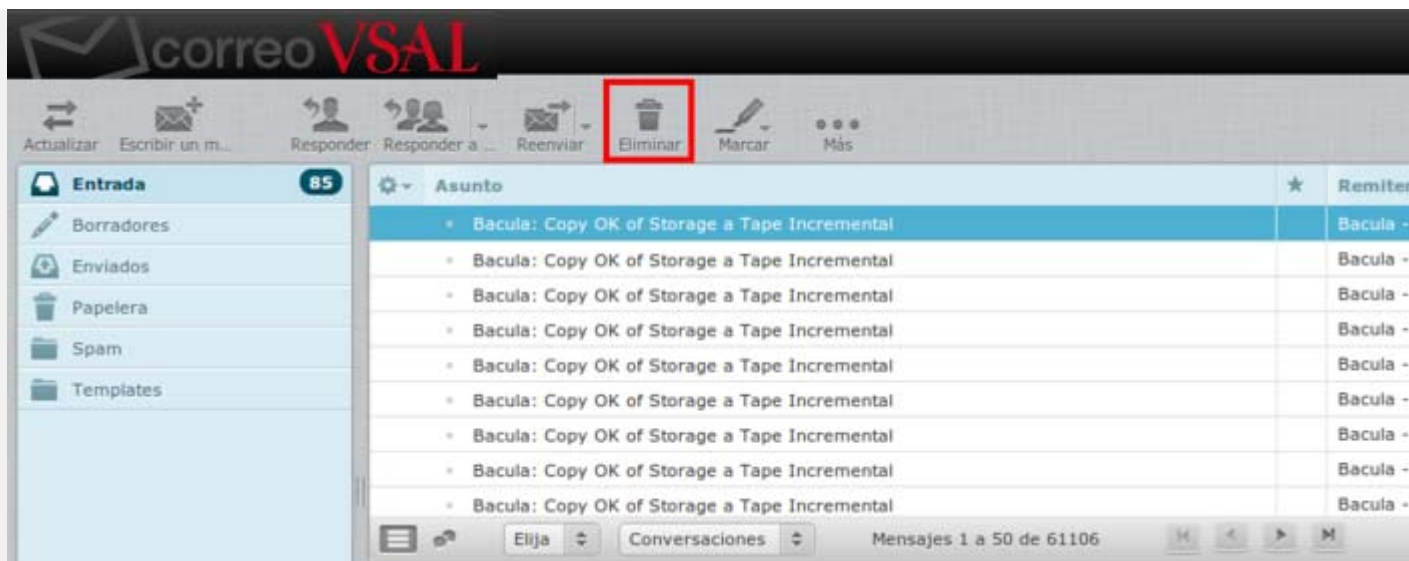 correo VSAL
Actualizar Escribir un m... Responder Responder a ... Reenviar Eliminar Marcar Más
Entrada 85
Borradores
Enviados
Papelera
Spam
Templates
Asunto Remiter
Bacula: Copy OK of Storage a Tape Incremental Bacula -
Bacula: Copy OK of Storage a Tape Incremental Bacula -
Bacula: Copy OK of Storage a Tape Incremental Bacula -
Bacula: Copy OK of Storage a Tape Incremental Bacula -
Bacula: Copy OK of Storage a Tape Incremental Bacula -
Bacula: Copy OK of Storage a Tape Incremental Bacula -
Bacula: Copy OK of Storage a Tape Incremental Bacula -
Bacula: Copy OK of Storage a Tape Incremental Bacula -
Bacula: Copy OK of Storage a Tape Incremental Bacula -
Elija Conversaciones Mensajes 1 a 50 de 61106